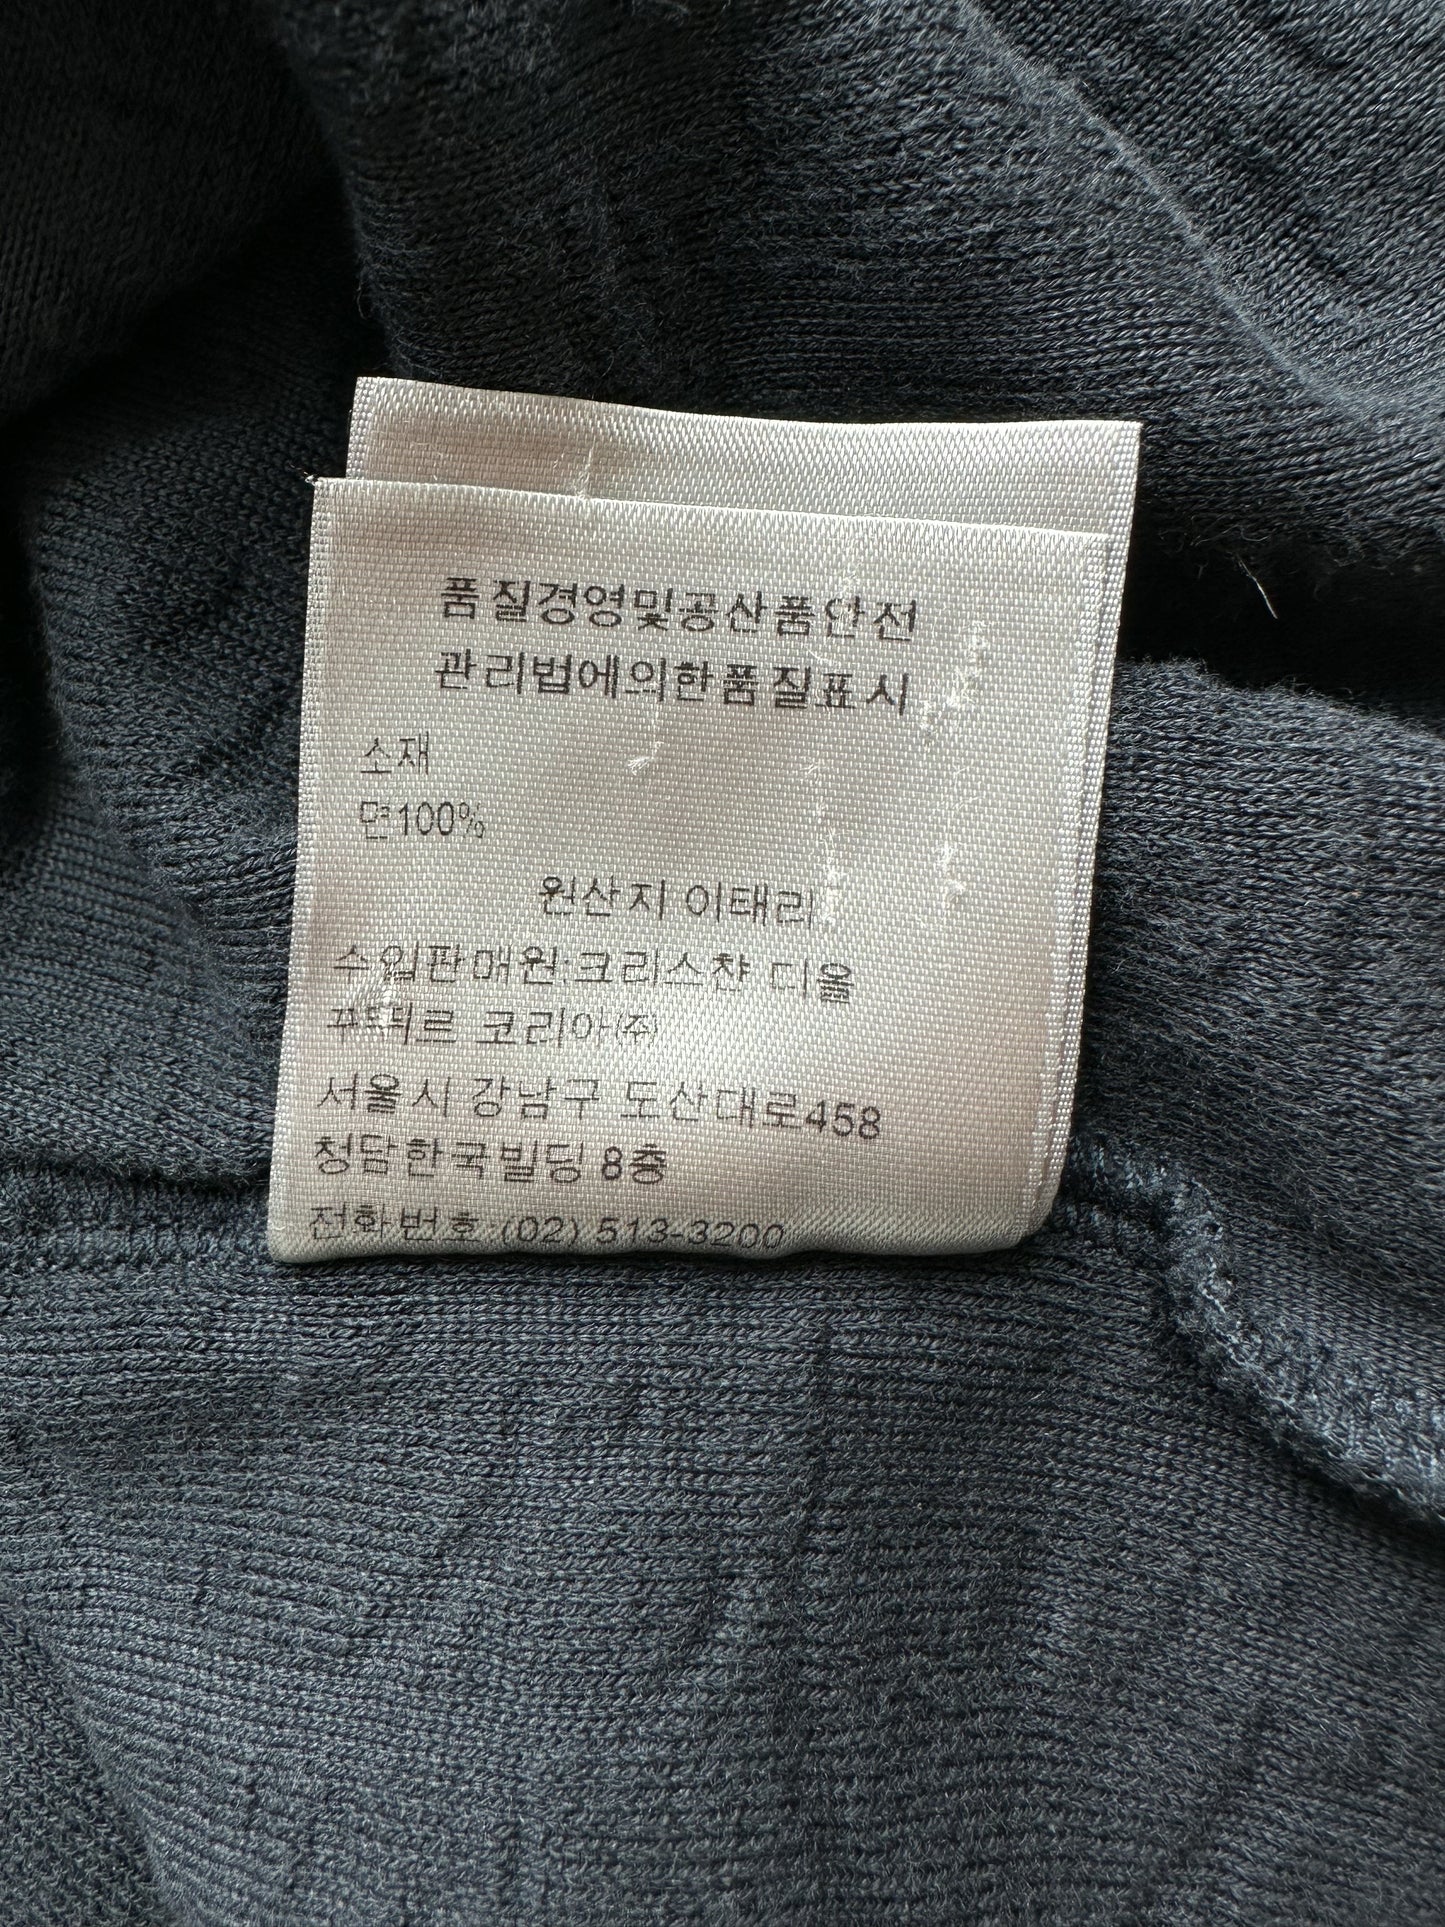 품질경영및공산품안전
관리법에의한품질표시
소재
면100%
원산지 이태리
수입판매원:크리스챤 디올
꾸뛰르 코리아(주)
서울시 강남구 도산대로458
청담한국빌딩 8층
전화번호:(02) 513-3200